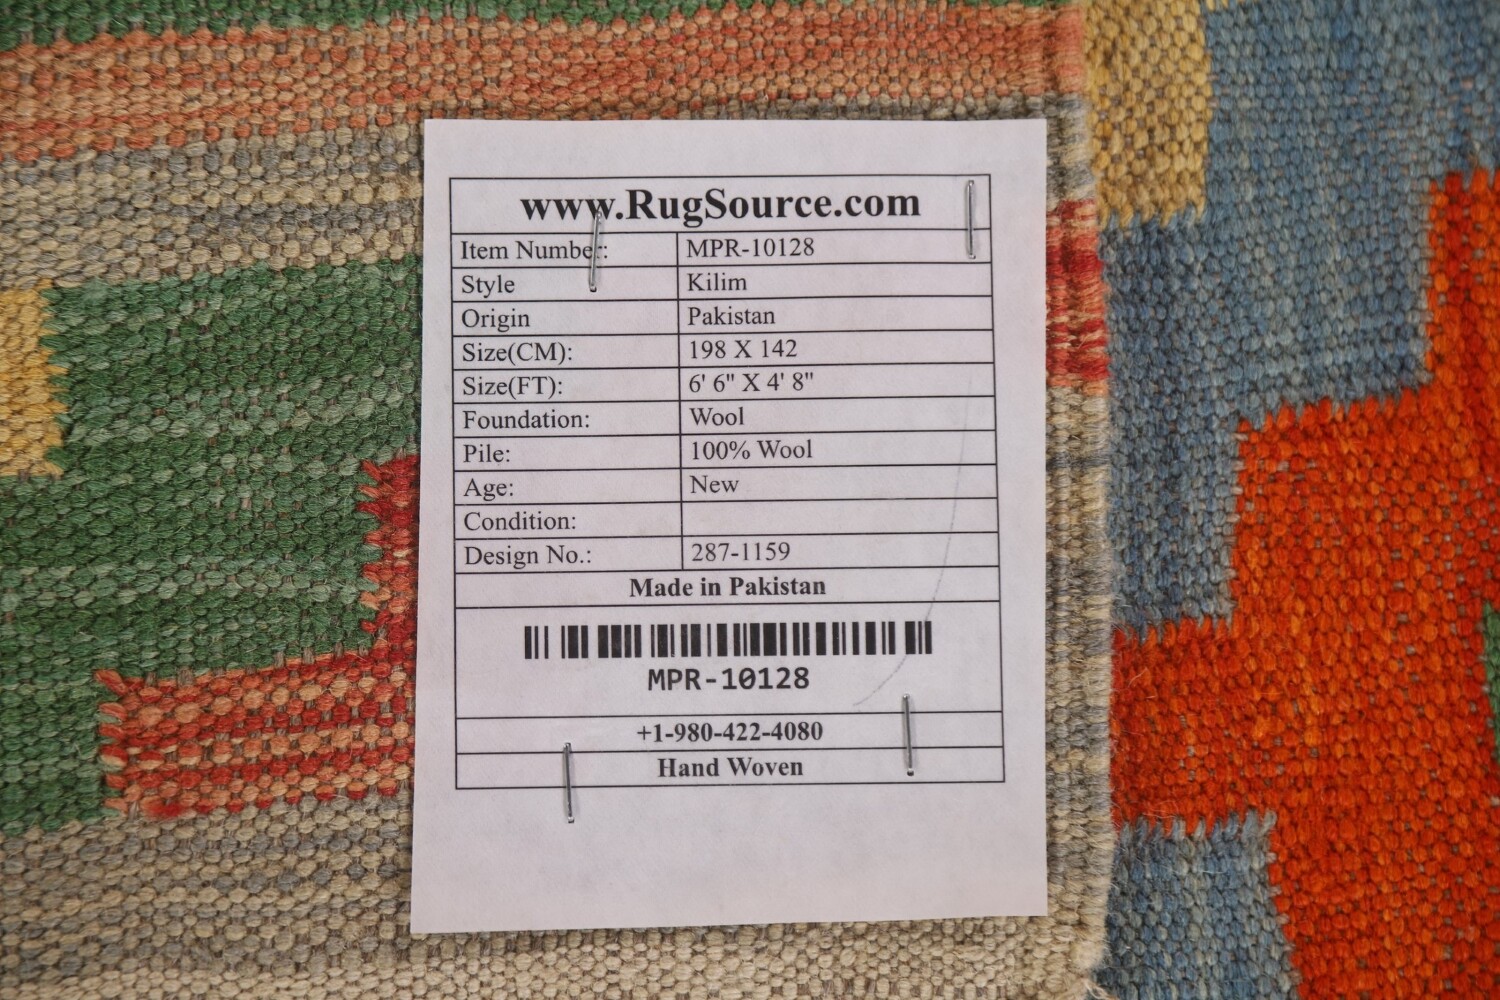 www.RugSource.com
Item Number: MPR-10128
Style Kilim
Origin Pakistan
Size(CM): 198 X 142
Size(FT): 6' 6" X 4' 8"
Foundation: Wool
Pile: 100% Wool
Age: New
Condition:
Design No.: 287-1159
Made in Pakistan
MPR-10128
+1-980-422-4080
Hand Woven